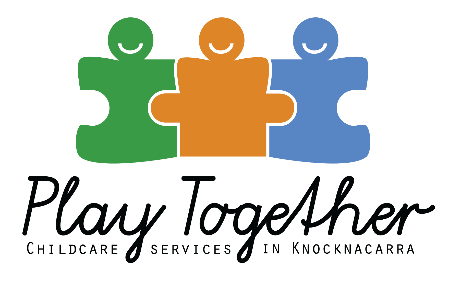 Play Together
CHILDCARE SERVICES IN KNOCKNACARRA